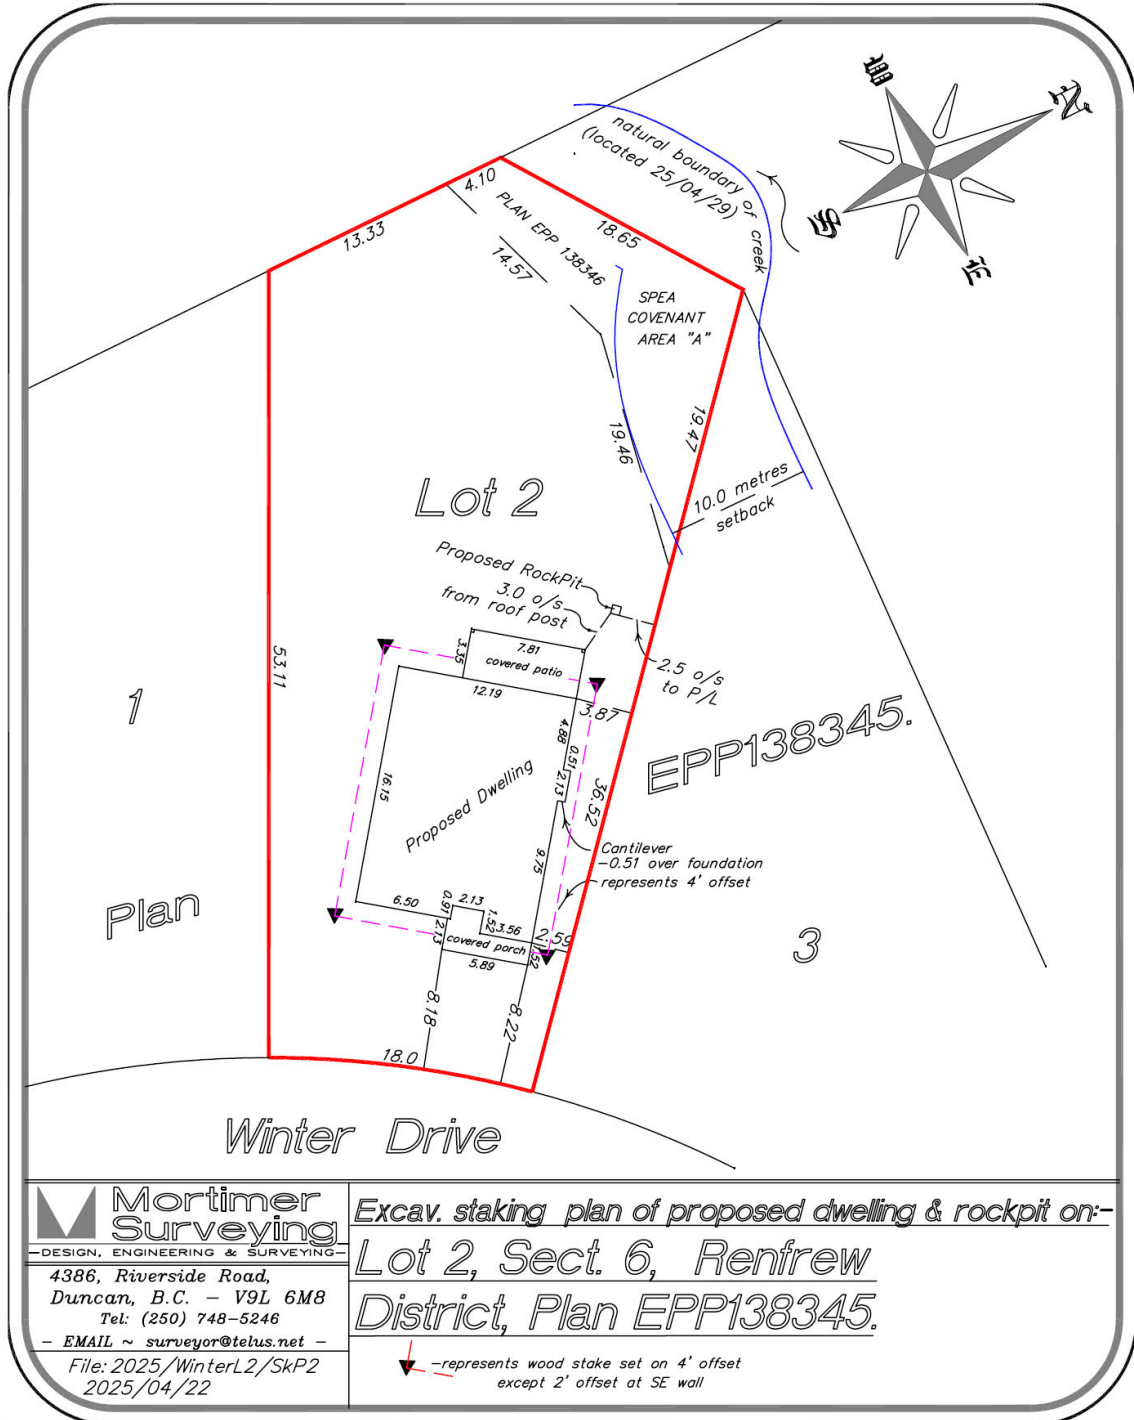 W
N
S
E
natural boundary of creek
(located 25/04/29)
4.10
13.33
PLAN EPP 138346
18.65
14.57
SPEA
COVENANT
AREA "A"
19.47
19.46
10.0 metres
setback
Lot 2
Proposed RockPit
3.0 o/s
from roof post
2.5 o/s
to P/L
53.11
3.35
7.81
covered patio
12.19
3.87
4.88
0.51
2.13
36.52
1
EPP138345.
16.15
Proposed Dwelling
9.75
Cantilever
-0.51 over foundation
represents 4' offset
Plan
6.50
0.91
2.13
1.52
3.56
2.59
2.13
covered porch
1.52
5.89
3
8.18
8.22
18.0
Winter Drive
Mortimer
Surveying
-DESIGN, ENGINEERING & SURVEYING-
4386, Riverside Road,
Duncan, B.C. - V9L 6M8
Tel: (250) 748-5246
- EMAIL ~ surveyor@telus.net -
File: 2025/WinterL2/SkP2
2025/04/22
Excav. staking plan of proposed dwelling & rockpit on:-
Lot 2, Sect. 6, Renfrew
District, Plan EPP138345.
-represents wood stake set on 4' offset
except 2' offset at SE wall